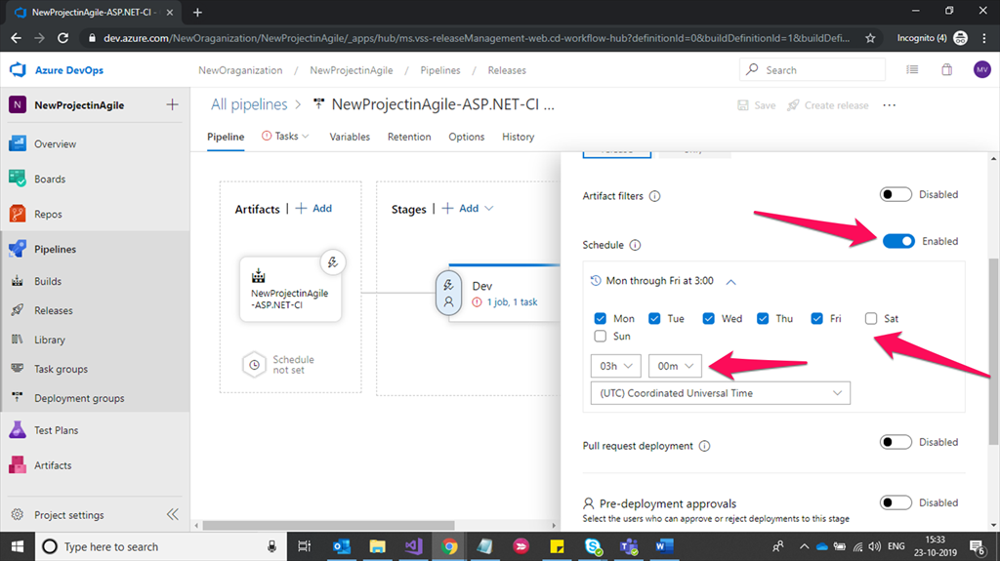 NewProjectinAgile-ASP.NET-CI -
dev.azure.com/NewOraganization/NewProjectinAgile/_apps/hub/ms.vss-releaseManagement-web.cd-workflow-hub?definitionId=0&buildDefinitionId=1&buildDefi...
Incognito (4)
Azure DevOps
NewOraganization / NewProjectinAgile / Pipelines / Releases
Search
MV
N NewProjectinAgile
All pipelines > NewProjectinAgile-ASP.NET-CI ...
Save
Create release
Pipeline Tasks Variables Retention Options History
Overview
Boards
Repos
Pipelines
Builds
Releases
Library
Task groups
Deployment groups
Test Plans
Artifacts
Project settings
Artifacts | + Add
NewProjectinAgile
-ASP.NET-CI
Schedule
not set
Stages | + Add
Dev
1 job, 1 task
Artifact filters
Disabled
Schedule
Enabled
Mon through Fri at 3:00
Mon Tue Wed Thu Fri Sat
Sun
03h 00m
(UTC) Coordinated Universal Time
Pull request deployment
Disabled
Pre-deployment approvals
Disabled
Select the users who can approve or reject deployments to this stage
Type here to search
ENG
15:33
23-10-2019
6